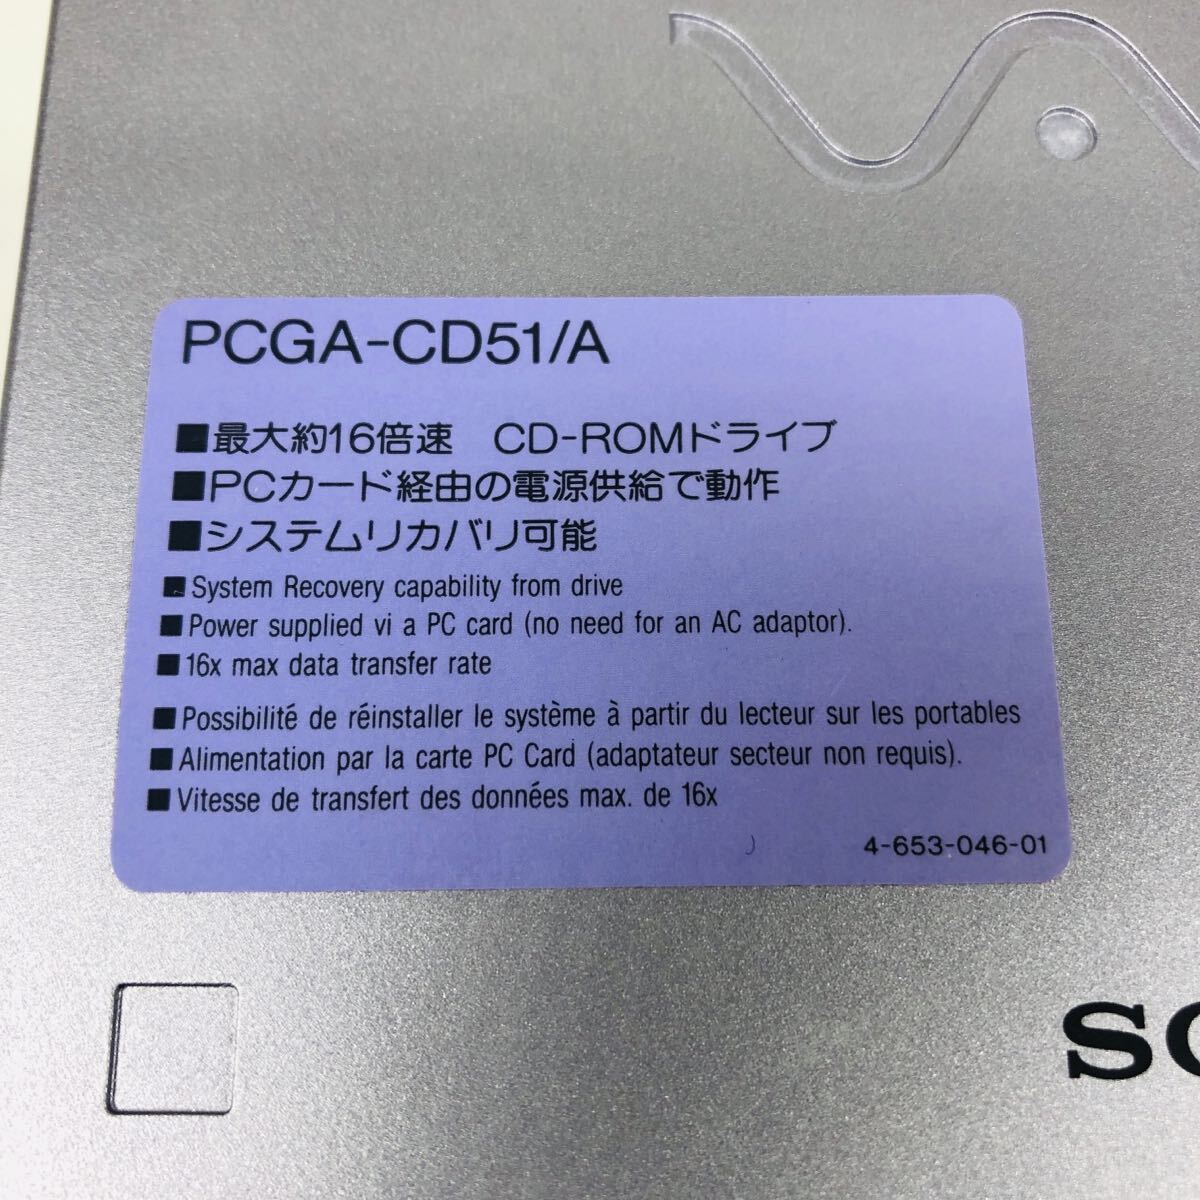 PCGA-CD51/A
■最大約16倍速　CD-ROMドライブ
■PCカード経由の電源供給で動作
■システムリカバリ可能
■System Recovery capability from drive
■Power supplied vi a PC card (no need for an AC adaptor).
■16x max data transfer rate
■Possibilité de réinstaller le système à partir du lecteur sur les portables
■Alimentation par la carte PC Card (adaptateur secteur non requis).
■Vitesse de transfert des données max. de 16x
4-653-046-01